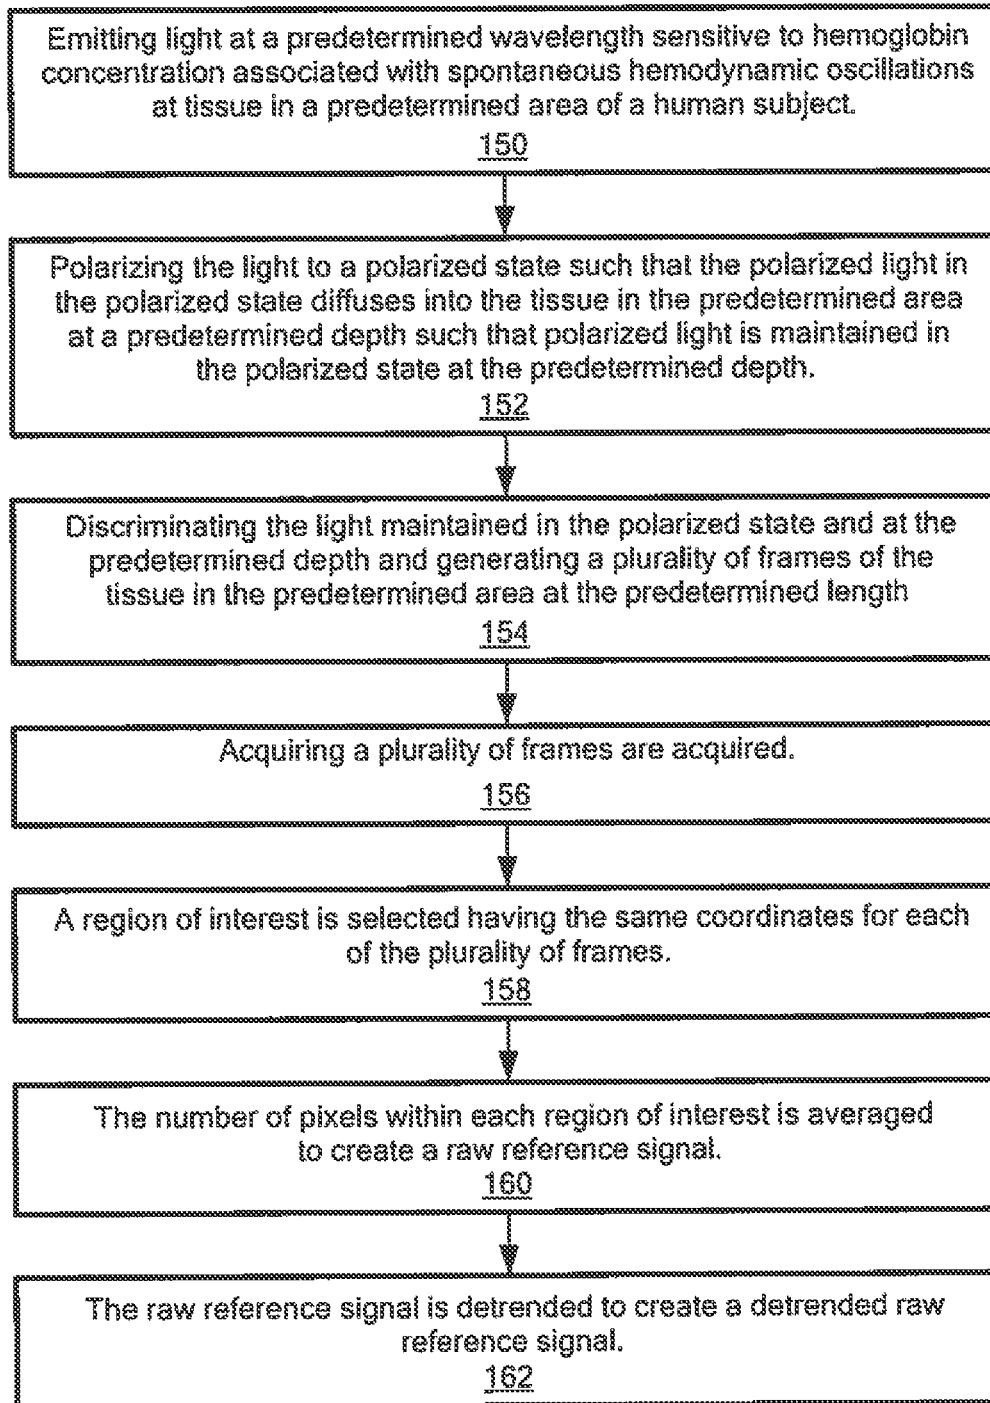 Emitting light at a predetermined wavelength sensitive to hemoglobin
concentration associated with spontaneous hemodynamic oscillations
at tissue in a predetermined area of a human subject.
150
Polarizing the light to a polarized state such that the polarized light in
the polarized state diffuses into the tissue in the predetermined area
at a predetermined depth such that polarized light is maintained in
the polarized state at the predetermined depth.
152
Discriminating the light maintained in the polarized state and at the
predetermined depth and generating a plurality of frames of the
tissue in the predetermined area at the predetermined length
154
Acquiring a plurality of frames are acquired.
156
A region of interest is selected having the same coordinates for each
of the plurality of frames.
158
The number of pixels within each region of interest is averaged
to create a raw reference signal.
160
The raw reference signal is detrended to create a detrended raw
reference signal.
162